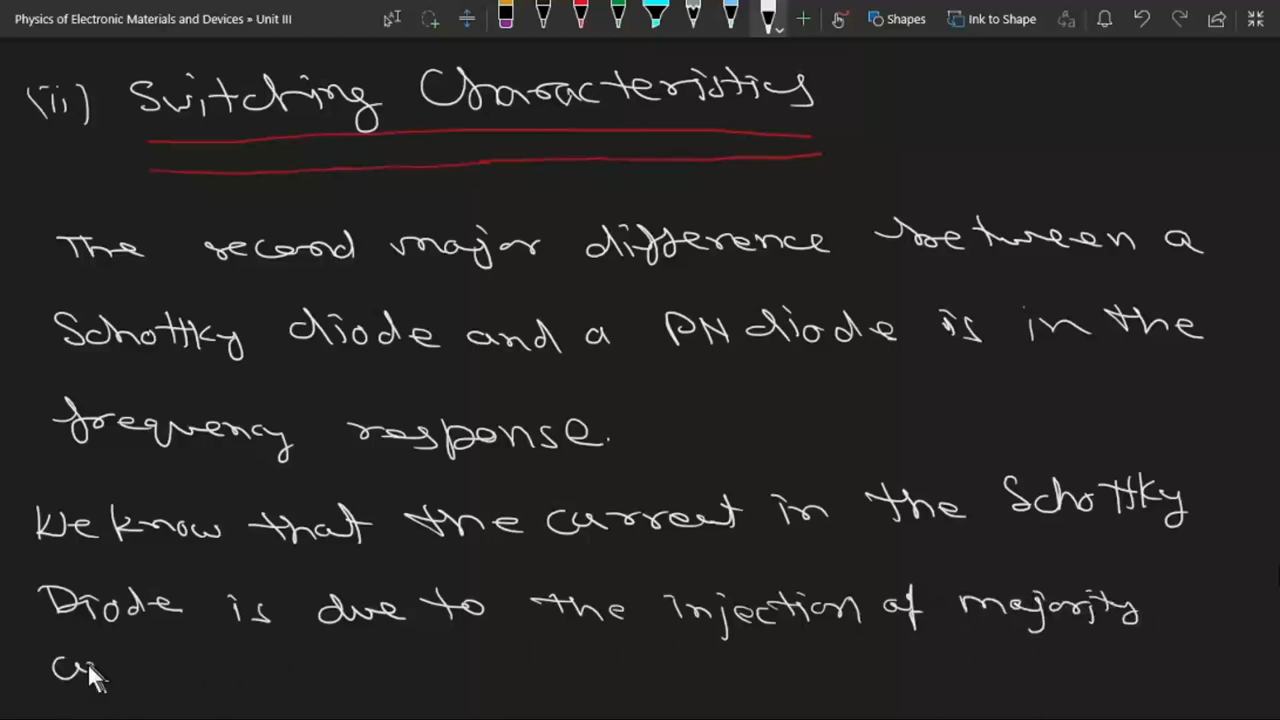 Physics of Electronic Materials and Devices » Unit III
Shapes
Ink to Shape
(ii) Switching Characteristics
The second major difference between a
Schottky diode and a PN diode is in the
frequency response.
We know that the current in the Schottky
Diode is due to the injection of majority
ca